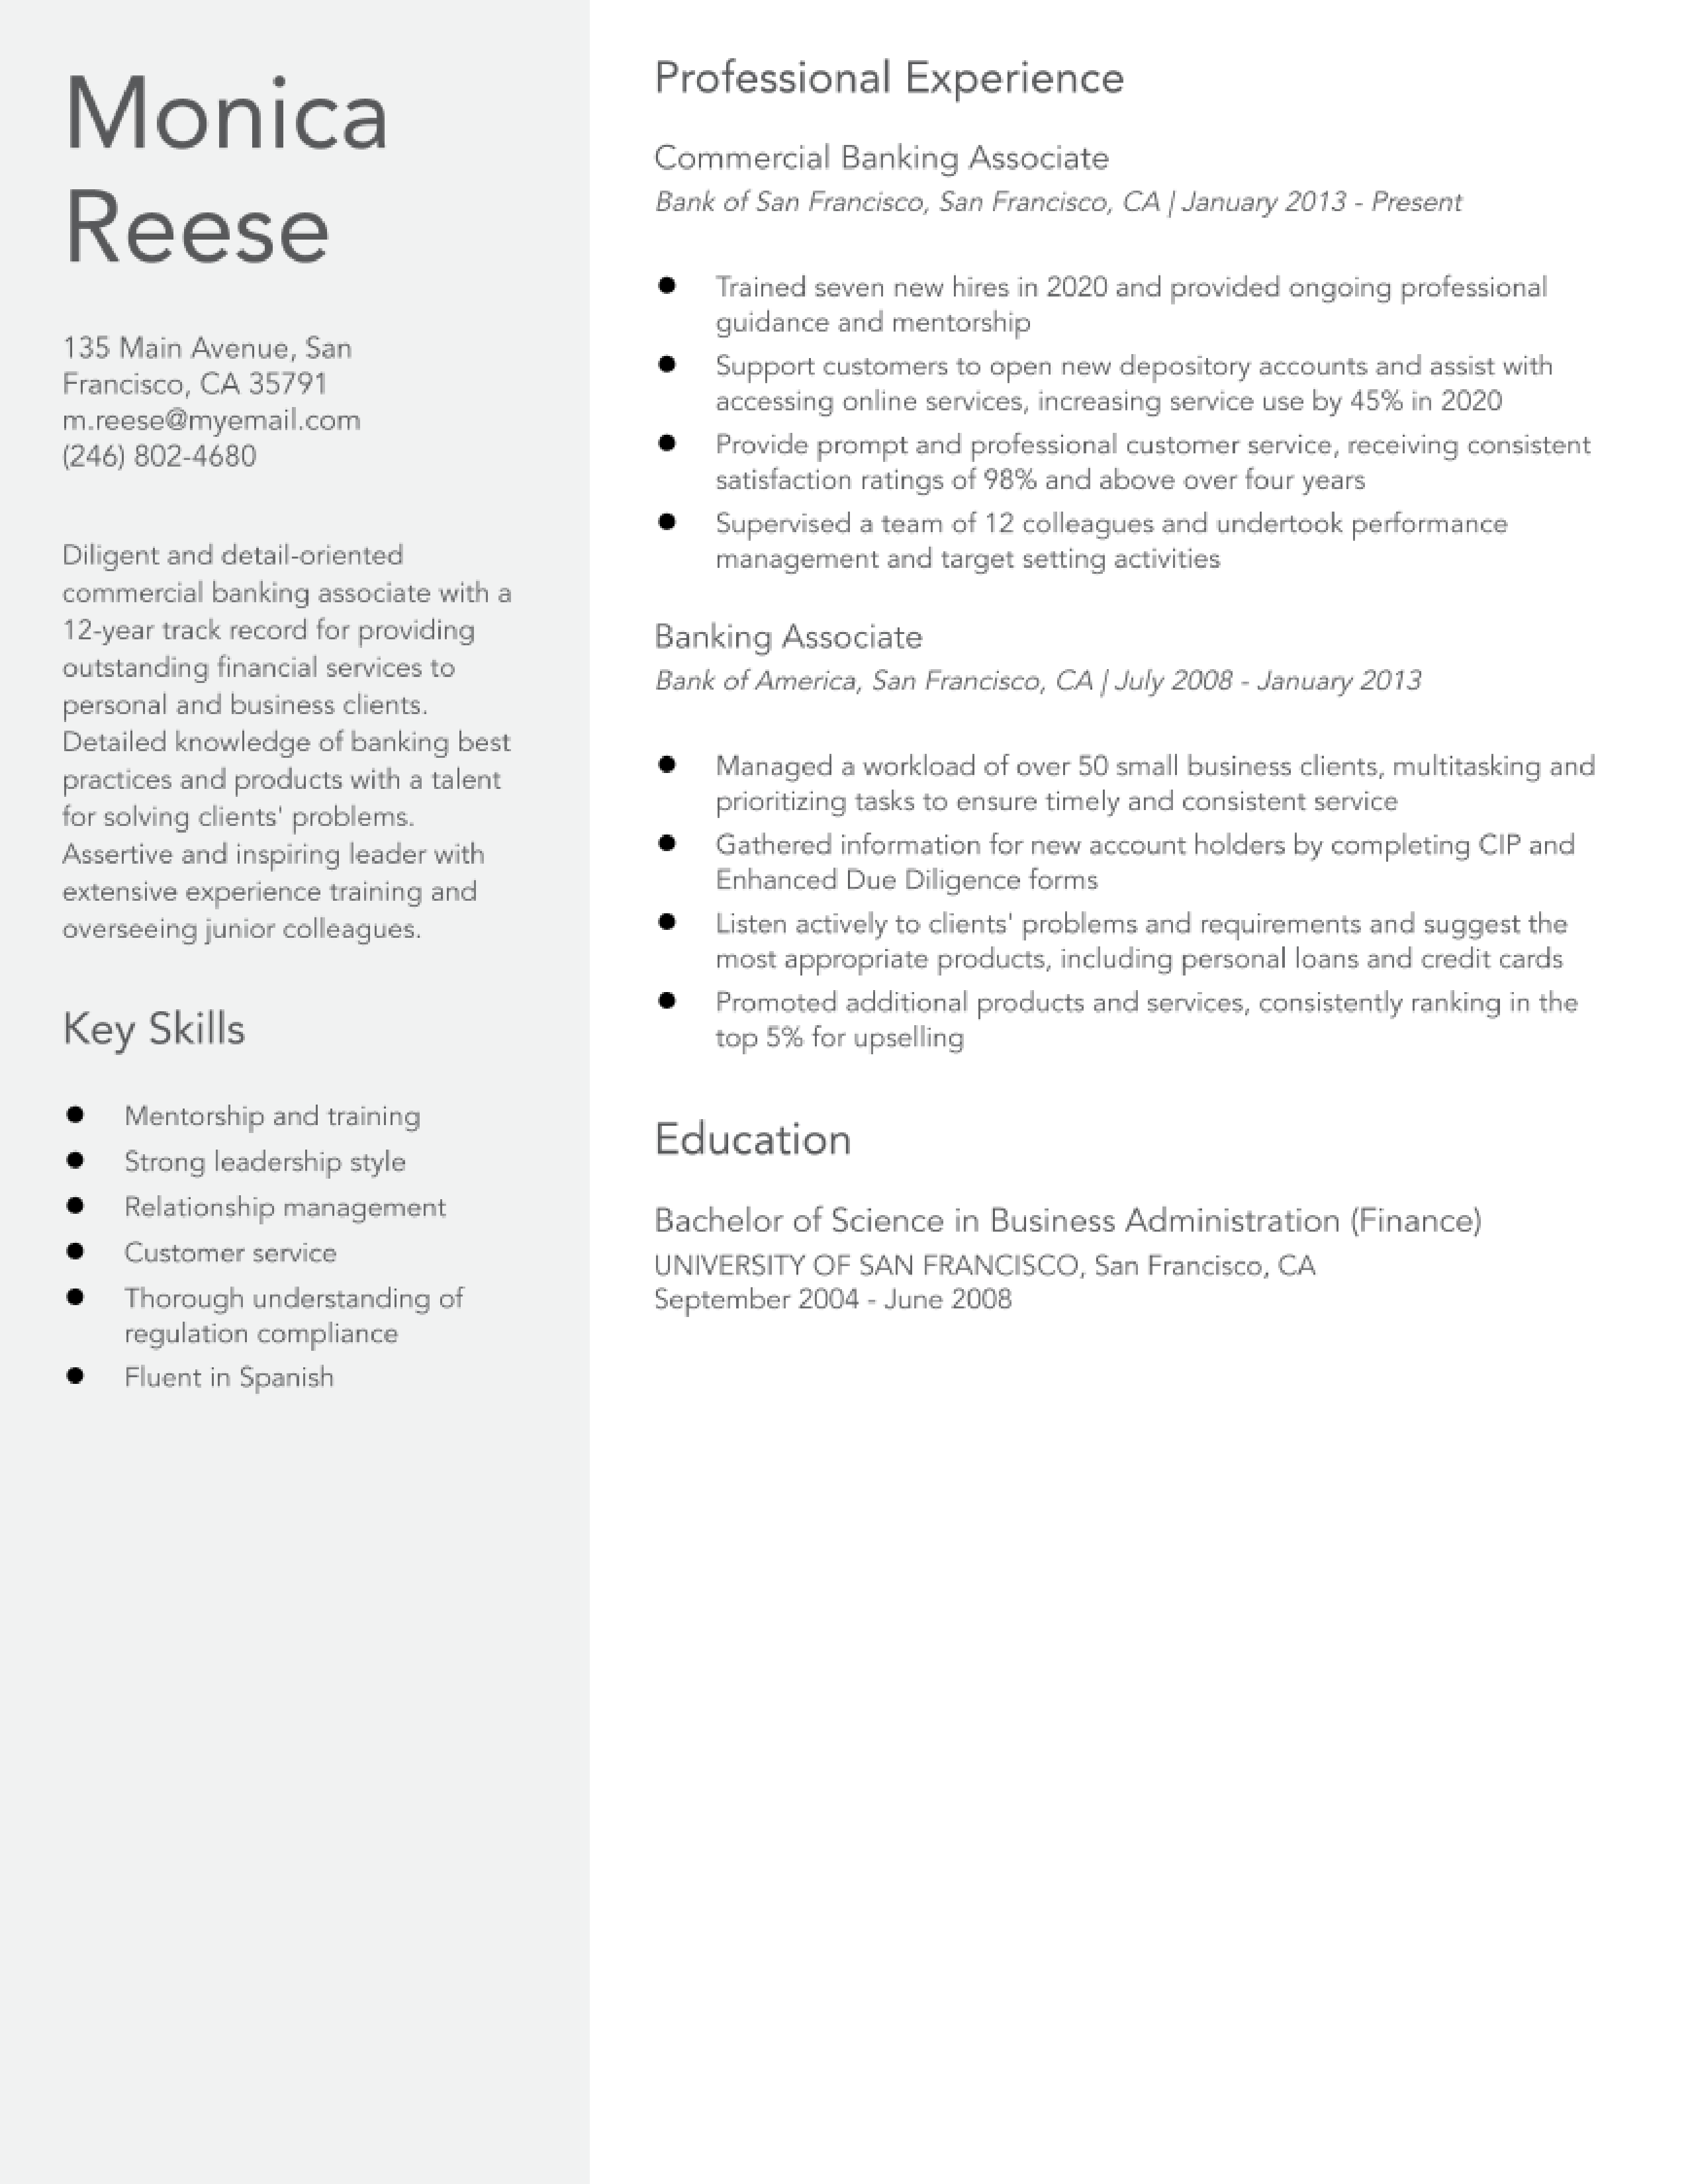 Monica
Reese
135 Main Avenue, San
Francisco, CA 35791
m.reese@myemail.com
(246) 802-4680
Diligent and detail-oriented
commercial banking associate with a
12-year track record for providing
outstanding financial services to
personal and business clients.
Detailed knowledge of banking best
practices and products with a talent
for solving clients' problems.
Assertive and inspiring leader with
extensive experience training and
overseeing junior colleagues.
Key Skills
● Mentorship and training
● Strong leadership style
● Relationship management
● Customer service
● Thorough understanding of
regulation compliance
● Fluent in Spanish
Professional Experience
Commercial Banking Associate
Bank of San Francisco, San Francisco, CA | January 2013 - Present
● Trained seven new hires in 2020 and provided ongoing professional
guidance and mentorship
● Support customers to open new depository accounts and assist with
accessing online services, increasing service use by 45% in 2020
● Provide prompt and professional customer service, receiving consistent
satisfaction ratings of 98% and above over four years
● Supervised a team of 12 colleagues and undertook performance
management and target setting activities
Banking Associate
Bank of America, San Francisco, CA | July 2008 - January 2013
● Managed a workload of over 50 small business clients, multitasking and
prioritizing tasks to ensure timely and consistent service
● Gathered information for new account holders by completing CIP and
Enhanced Due Diligence forms
● Listen actively to clients' problems and requirements and suggest the
most appropriate products, including personal loans and credit cards
● Promoted additional products and services, consistently ranking in the
top 5% for upselling
Education
Bachelor of Science in Business Administration (Finance)
UNIVERSITY OF SAN FRANCISCO, San Francisco, CA
September 2004 - June 2008